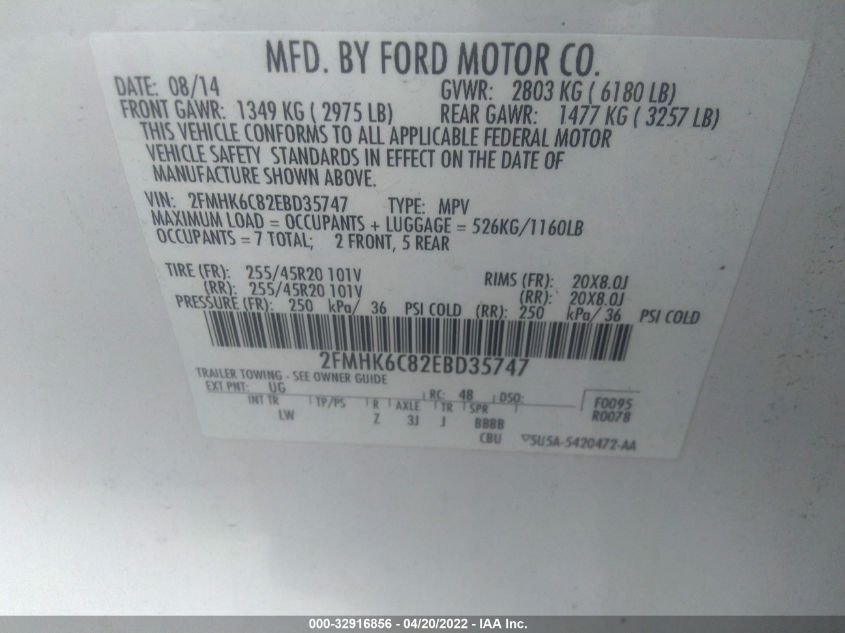 MFD. BY FORD MOTOR CO.
DATE: 08/14 GVWR: 2803 KG ( 6180 LB)
FRONT GAWR: 1349 KG ( 2975 LB) REAR GAWR: 1477 KG ( 3257 LB)
THIS VEHICLE CONFORMS TO ALL APPLICABLE FEDERAL MOTOR
VEHICLE SAFETY STANDARDS IN EFFECT ON THE DATE OF
MANUFACTURE SHOWN ABOVE.
VIN: 2FMHK6C82EBD35747 TYPE: MPV
MAXIMUM LOAD = OCCUPANTS + LUGGAGE = 526KG/1160LB
OCCUPANTS = 7 TOTAL; 2 FRONT, 5 REAR
TIRE (FR): 255/45R20 101V RIMS (FR): 20X8.0J
(RR): 255/45R20 101V (RR): 20X8.0J
PRESSURE (FR): 250 kPa/ 36 PSI COLD (RR): 250 kPa/ 36 PSI COLD
2FMHK6C82EBD35747
TRAILER TOWING - SEE OWNER GUIDE
EXT PNT: UG RC: 48 DSO: F0095
INT TR TP/PS R AXLE TR SPR R0078
LW Z 3J J BBBB
CBU 5U5A-5420472-AA
000-32916856 - 04/20/2022 - IAA Inc.